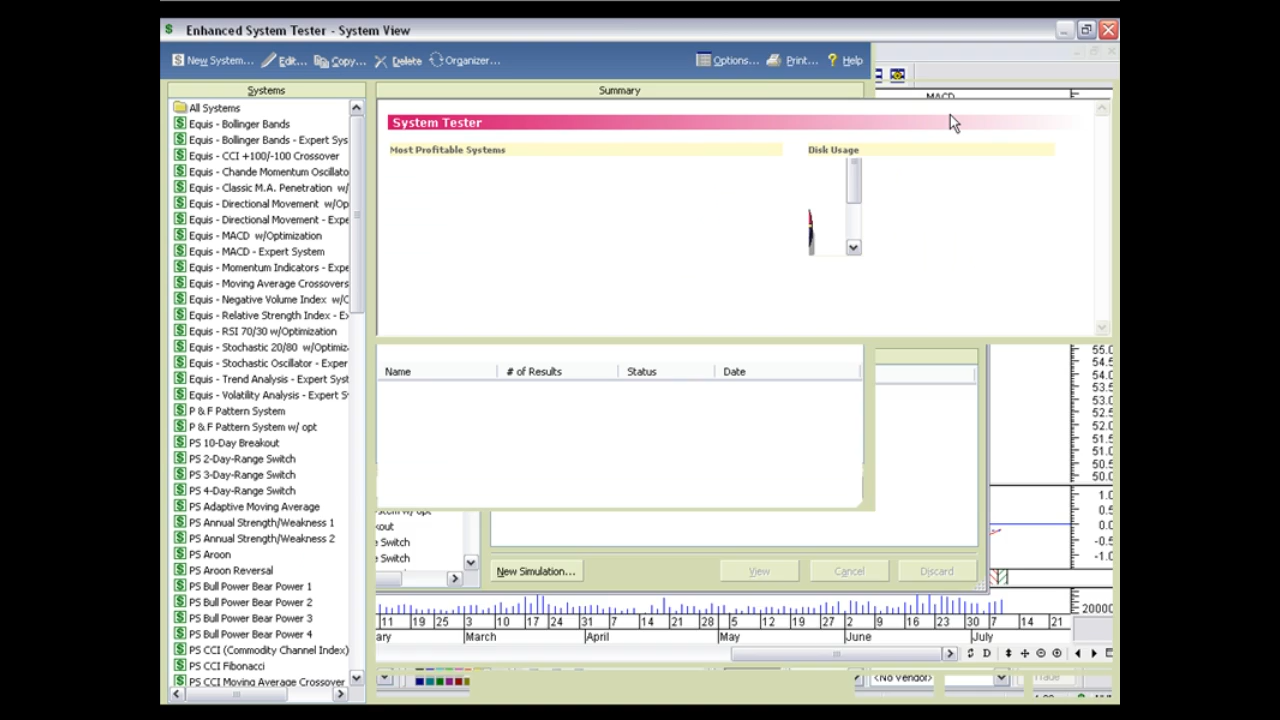 Enhanced System Tester - System View
New System... Edit... Copy... Delete Organizer... Options... Print... Help
Systems
Summary
MACD
All Systems
Equis - Bollinger Bands
Equis - Bollinger Bands - Expert Sys
Equis - CCI +100/-100 Crossover
Equis - Chande Momentum Oscillato
Equis - Classic M.A. Penetration w/
Equis - Directional Movement w/Op
Equis - Directional Movement - Expe
Equis - MACD w/Optimization
Equis - MACD - Expert System
Equis - Momentum Indicators - Expe
Equis - Moving Average Crossovers
Equis - Negative Volume Index w/O
Equis - Relative Strength Index - Ex
Equis - RSI 70/30 w/Optimization
Equis - Stochastic 20/80 w/Optimiz
Equis - Stochastic Oscillator - Exper
Equis - Trend Analysis - Expert Syst
Equis - Volatility Analysis - Expert S
P & F Pattern System
P & F Pattern System w/ opt
PS 10-Day Breakout
PS 2-Day-Range Switch
PS 3-Day-Range Switch
PS 4-Day-Range Switch
PS Adaptive Moving Average
PS Annual Strength/Weakness 1
PS Annual Strength/Weakness 2
PS Aroon
PS Aroon Reversal
PS Bull Power Bear Power 1
PS Bull Power Bear Power 2
PS Bull Power Bear Power 3
PS Bull Power Bear Power 4
PS CCI (Commodity Channel Index)
PS CCI Fibonacci
PS CCI Moving Average Crossover
System Tester
Most Profitable Systems
Disk Usage
Name # of Results Status Date
55.0
54.5
54.0
53.5
53.0
52.5
52.0
51.5
51.0
50.5
50.0
1.0
0.5
0.0
-0.5
-1.0
kout
e Switch
e Switch
New Simulation... View Cancel Discard
20000
11 19 25 3 10 18 24 31 7 14 21 28 5 12 19 27 2 9 16 23 30 7 14 21
ary March April May June July
D
<No Vendor>
Trade